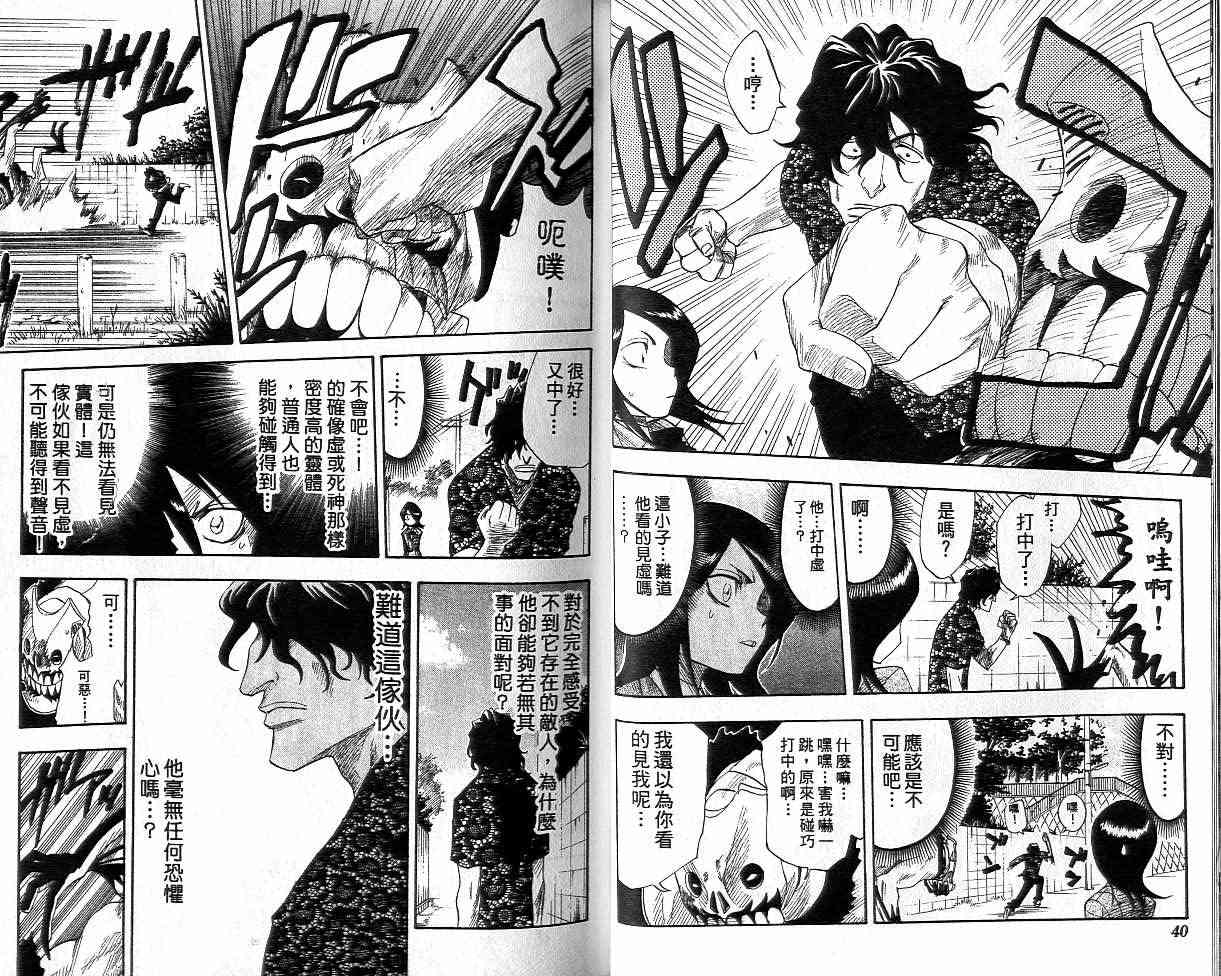 …哼…
嗚哇啊！
打…
打中了…
是嗎？
啊……
他…打中虛
了…？
這小子…難道
他看的見虛嗎
……？
不對……
嘿！
嘿！
應該是不
可能吧…
什麼嘛…
嘿嘿…害我嚇一
跳，原來是碰巧
打中的啊…
我還以為你看
的見我呢…
40
呃噗！
很好…
又中了…
…不…
不會吧…！
的確像虛或死神那樣
密度高的靈體
，普通人也
能夠碰觸得到…
可是仍無法看見
實體！這
傢伙如果看不見虛，
不可能聽得到聲音！
對於完全感受
不到它存在的敵人，為什麼
他卻能夠若無其
事的面對呢？
難道這傢伙…
他毫無任何恐懼
心嗎…？
可……
可惡…！